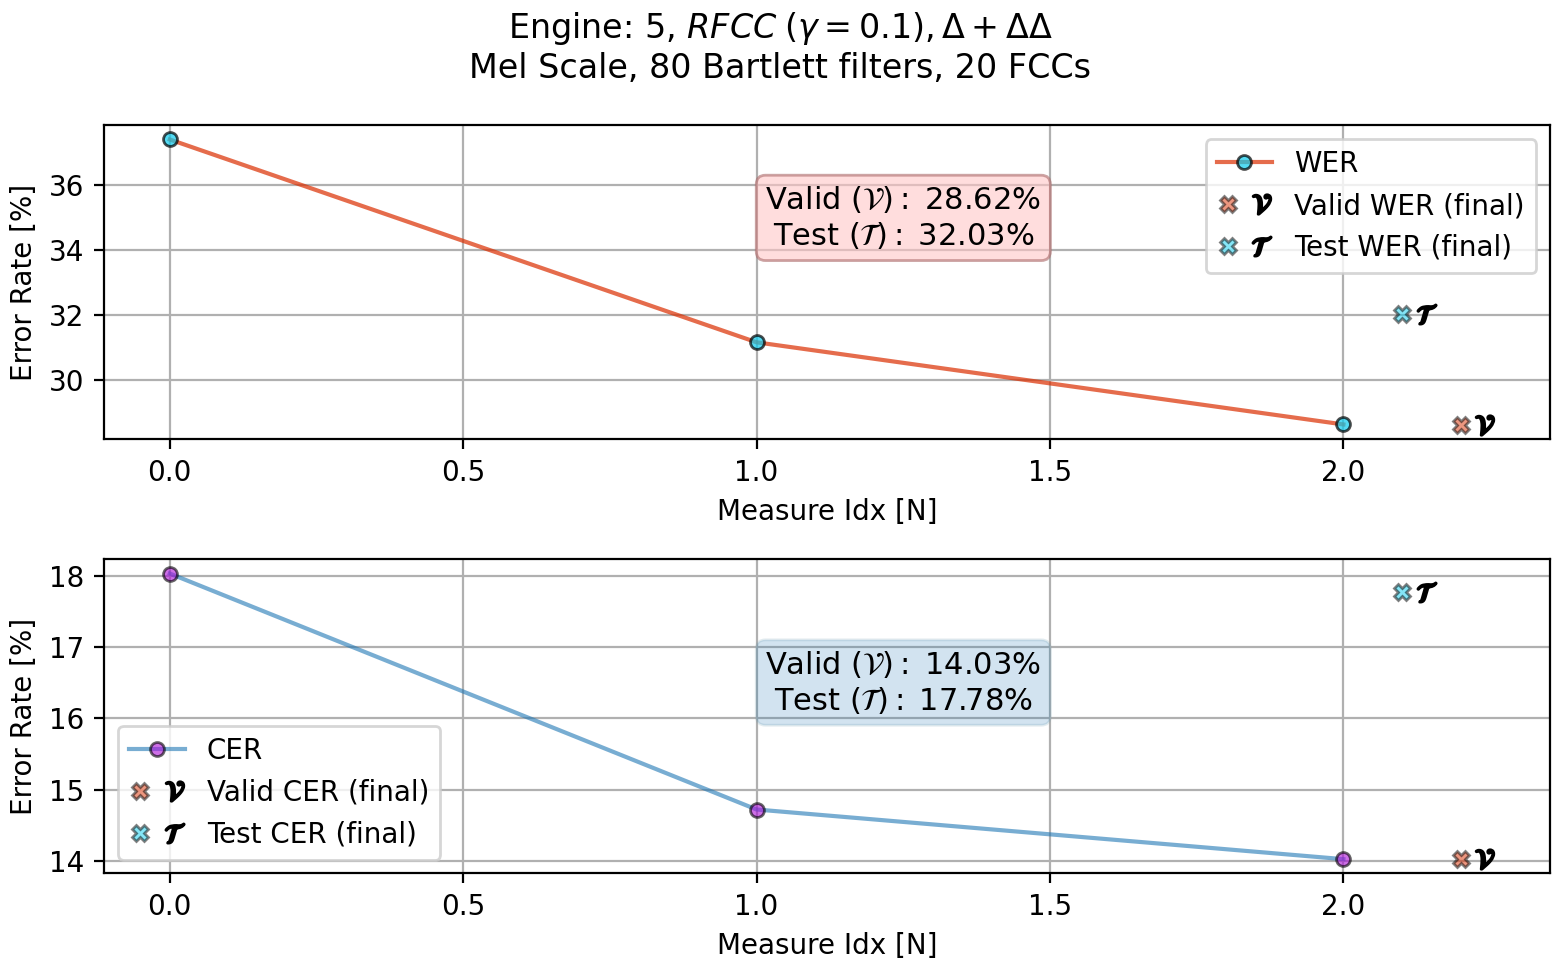 Engine: 5, RFCC (γ = 0.1), Δ + ΔΔ
Mel Scale, 80 Bartlett filters, 20 FCCs
Error Rate [%]
36
34
32
30
Valid (𝒱) : 28.62%
Test (𝒯) : 32.03%
WER
𝒱 Valid WER (final)
𝒯 Test WER (final)
𝒯
𝒱
0.0 0.5 1.0 1.5 2.0
Measure Idx [N]
Error Rate [%]
18
17
16
15
14
𝒯
Valid (𝒱) : 14.03%
Test (𝒯) : 17.78%
CER
𝒱 Valid CER (final)
𝒯 Test CER (final)
𝒱
0.0 0.5 1.0 1.5 2.0
Measure Idx [N]